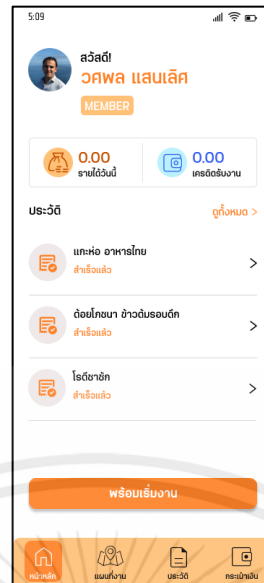 5:09
สวัสดี!
วศพล แสนเลิศ
MEMBER
0.00
รายได้วันนี้
0.00
เครดิตรับงาน
ประวัติ
ดูทั้งหมด >
แกะห่อ อาหารไทย
สำเร็จแล้ว
ต้อยโภชนา ข้าวต้มรอบดึก
สำเร็จแล้ว
โรตีชาชัก
สำเร็จแล้ว
พร้อมเริ่มงาน
หน้าหลัก
แผนที่งาน
ประวัติ
กระเป๋าเงิน